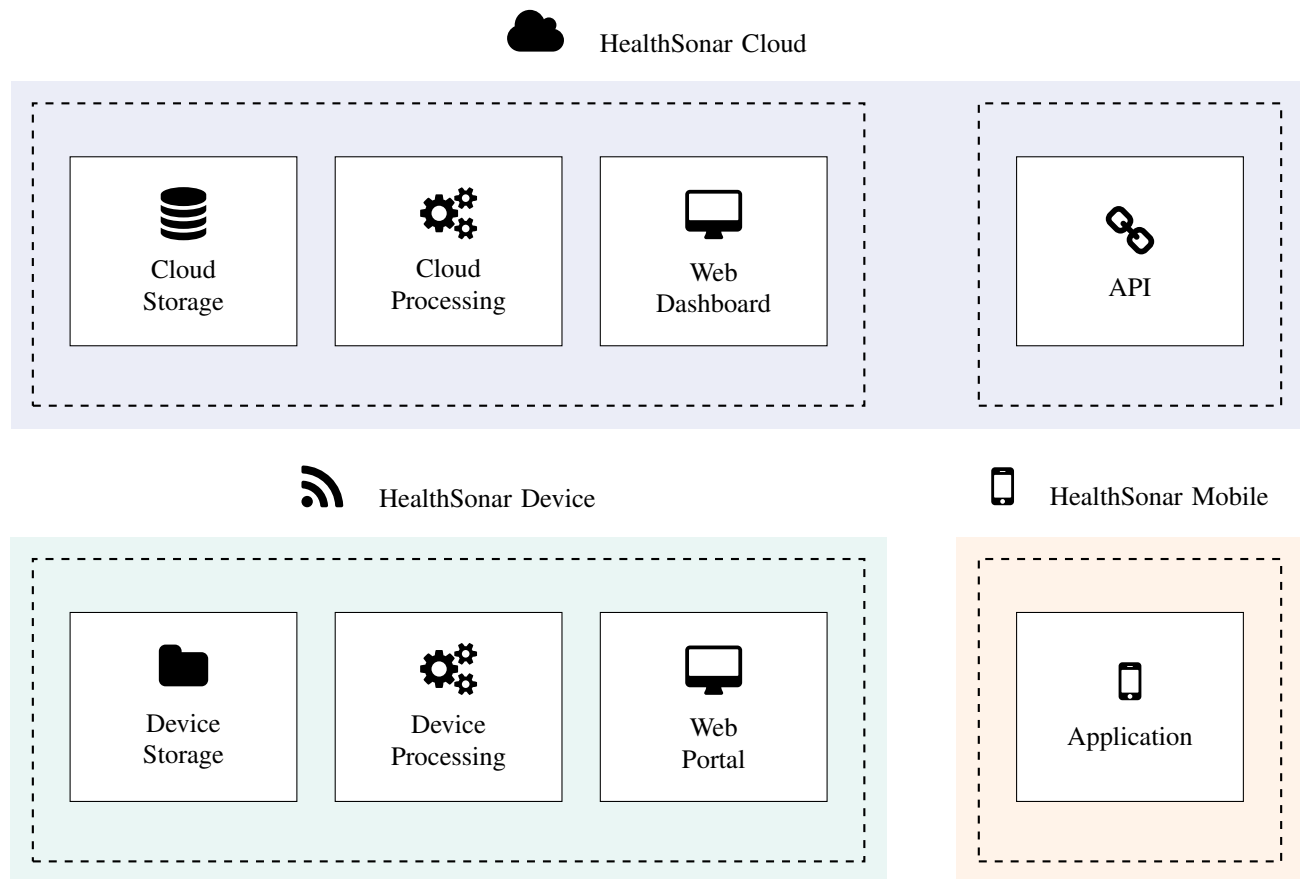 HealthSonar Cloud
Cloud
Storage
Cloud
Processing
Web
Dashboard
API
HealthSonar Device
HealthSonar Mobile
Device
Storage
Device
Processing
Web
Portal
Application